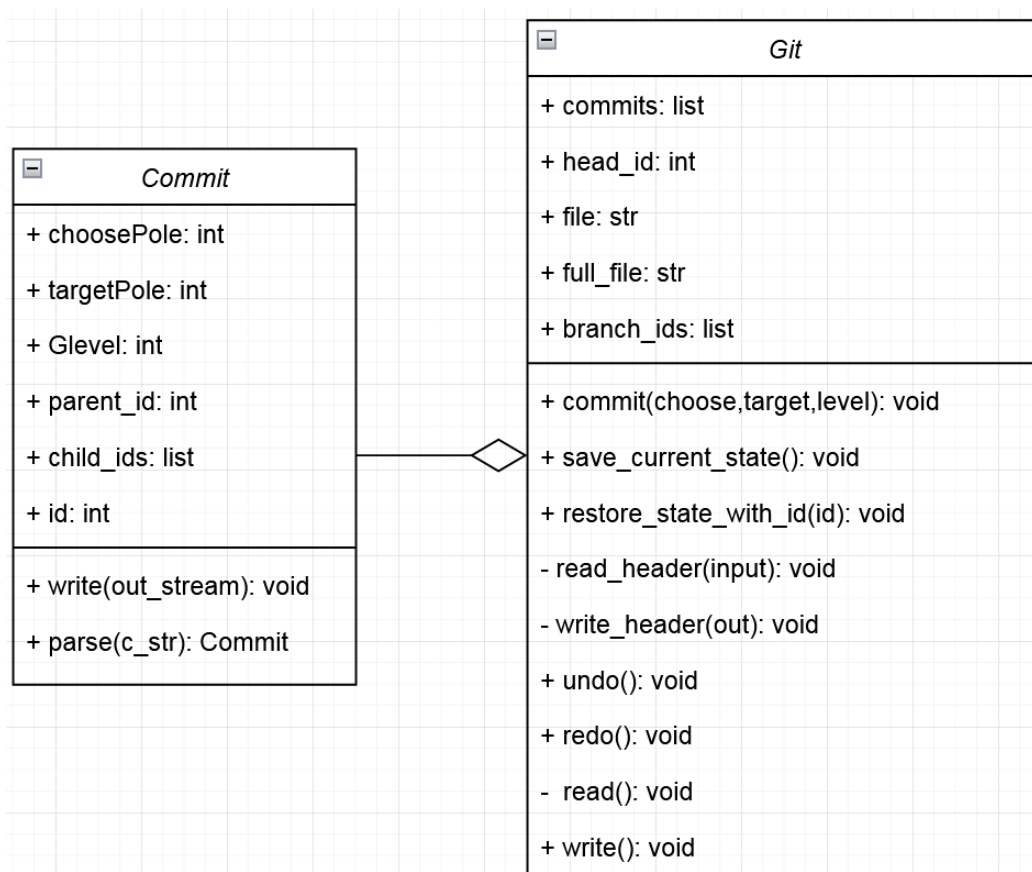 Commit
+ choosePole: int
+ targetPole: int
+ Glevel: int
+ parent_id: int
+ child_ids: list
+ id: int
+ write(out_stream): void
+ parse(c_str): Commit
Git
+ commits: list
+ head_id: int
+ file: str
+ full_file: str
+ branch_ids: list
+ commit(choose,target,level): void
+ save_current_state(): void
+ restore_state_with_id(id): void
- read_header(input): void
- write_header(out): void
+ undo(): void
+ redo(): void
- read(): void
+ write(): void